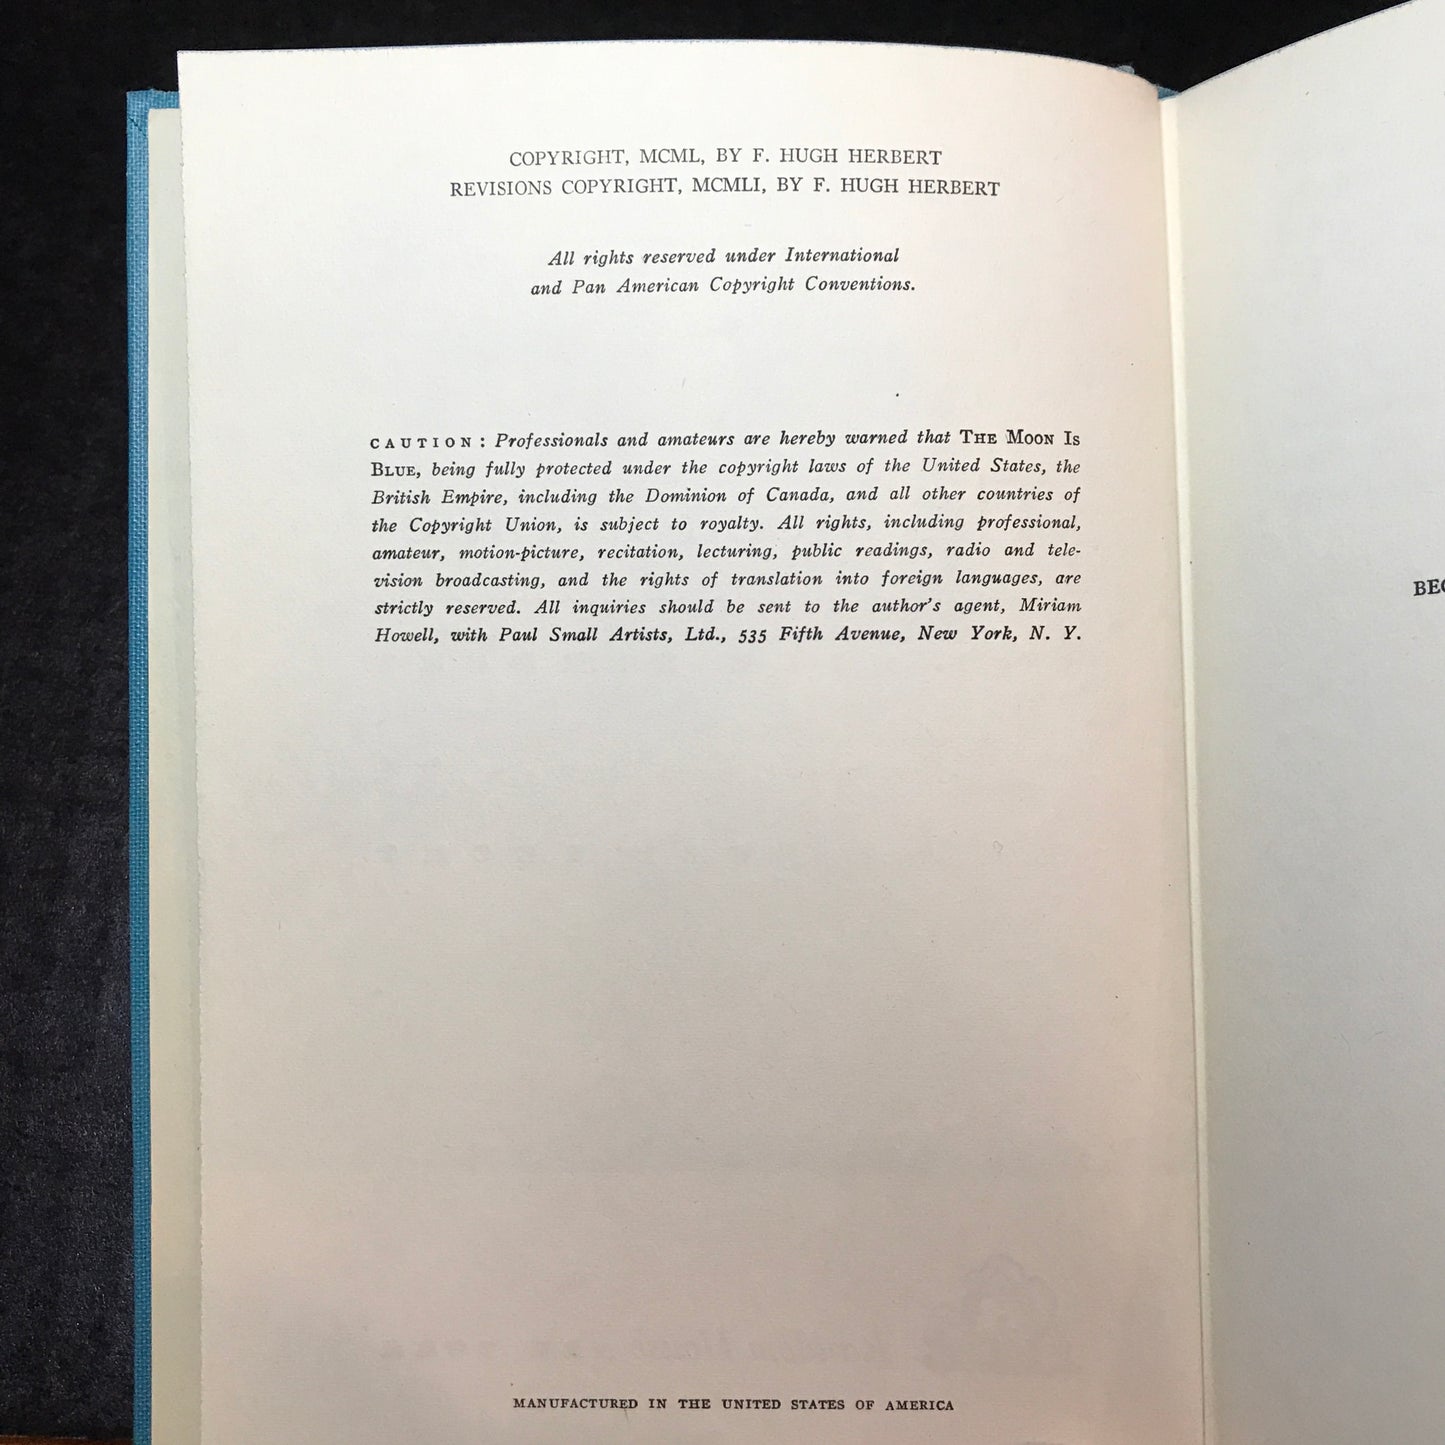 COPYRIGHT, MCML, BY F. HUGH HERBERT
REVISIONS COPYRIGHT, MCMLI, BY F. HUGH HERBERT
All rights reserved under International
and Pan American Copyright Conventions.
CAUTION: Professionals and amateurs are hereby warned that THE MOON IS
BLUE, being fully protected under the copyright laws of the United States, the
British Empire, including the Dominion of Canada, and all other countries of
the Copyright Union, is subject to royalty. All rights, including professional,
amateur, motion-picture, recitation, lecturing, public readings, radio and tele-
vision broadcasting, and the rights of translation into foreign languages, are
strictly reserved. All inquiries should be sent to the author's agent, Miriam
Howell, with Paul Small Artists, Ltd., 535 Fifth Avenue, New York, N. Y.
MANUFACTURED IN THE UNITED STATES OF AMERICA